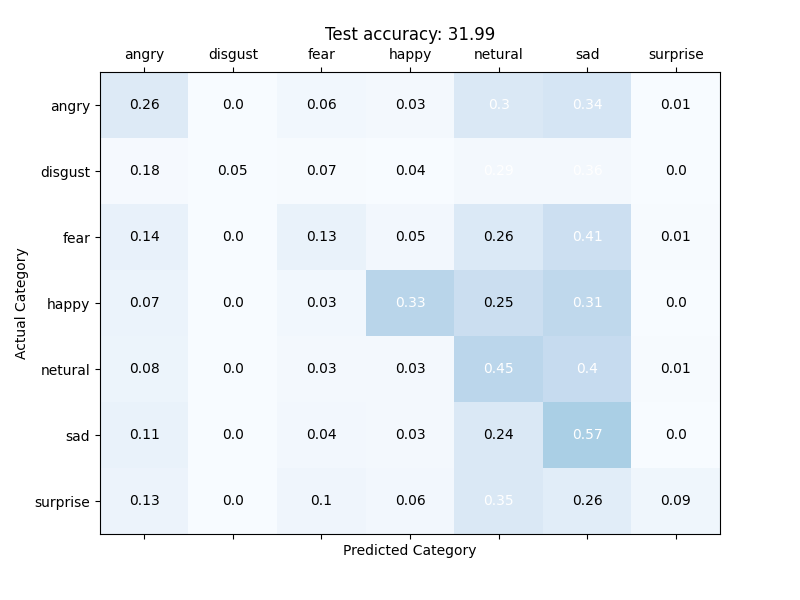 Test accuracy: 31.99
angry disgust fear happy netural sad surprise
angry 0.26 0.0 0.06 0.03 0.3 0.34 0.01
disgust 0.18 0.05 0.07 0.04 0.29 0.36 0.0
fear 0.14 0.0 0.13 0.05 0.26 0.41 0.01
happy 0.07 0.0 0.03 0.33 0.25 0.31 0.0
netural 0.08 0.0 0.03 0.03 0.45 0.4 0.01
sad 0.11 0.0 0.04 0.03 0.24 0.57 0.0
surprise 0.13 0.0 0.1 0.06 0.35 0.26 0.09
Actual Category
Predicted Category